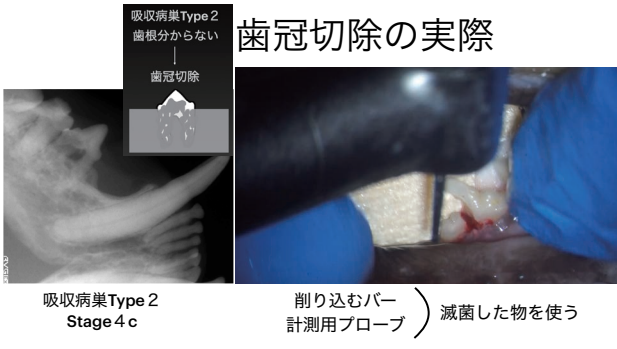 歯冠切除の実際
吸収病巣Type２
歯根分からない
歯冠切除
吸収病巣Type２
Stage４c
削り込むバー
計測用プローブ
滅菌した物を使う